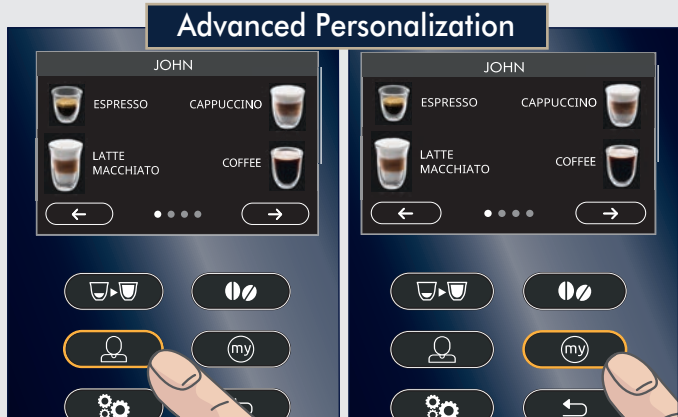 Advanced Personalization
JOHN
ESPRESSO
CAPPUCCINO
LATTE
MACCHIATO
COFFEE
my
JOHN
ESPRESSO
CAPPUCCINO
LATTE
MACCHIATO
COFFEE
my